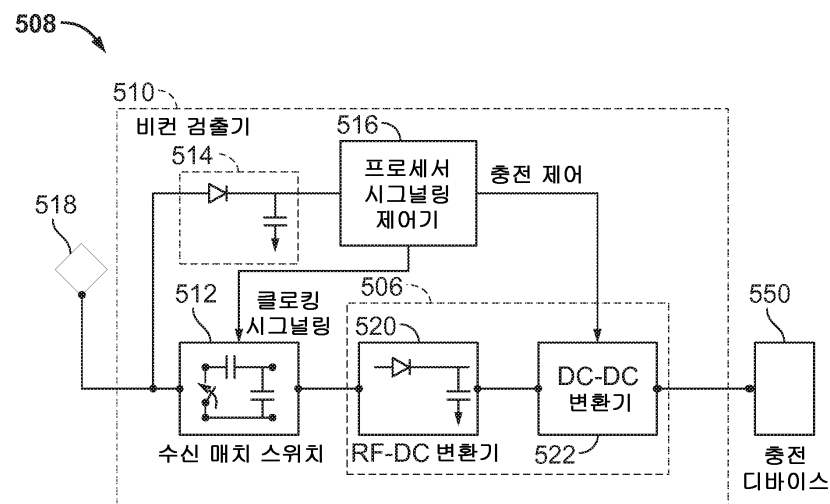 508
510
비컨 검출기
514
516
프로세서
시그널링
제어기
충전 제어
518
512
클로킹
시그널링
506
520
550
DC-DC
변환기
수신 매치 스위치
RF-DC 변환기
522
충전
디바이스